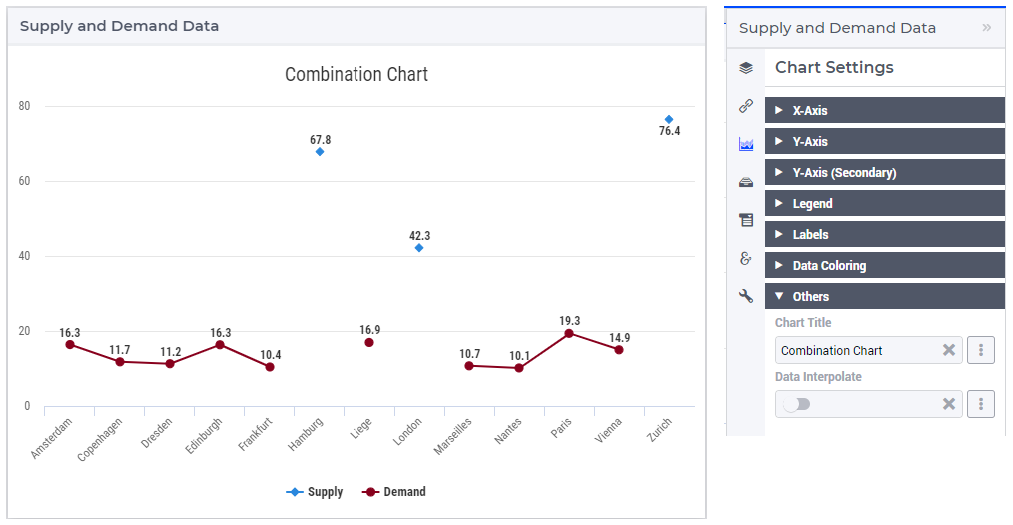 Supply and Demand Data
Combination Chart
80
60
40
20
0
16.3
11.7
11.2
16.3
10.4
67.8
16.9
42.3
10.7
10.1
19.3
14.9
76.4
Amsterdam
Copenhagen
Dresden
Edinburgh
Frankfurt
Hamburg
Liege
London
Marseilles
Nantes
Paris
Vienna
Zurich
Supply
Demand
Supply and Demand Data
Chart Settings
X-Axis
Y-Axis
Y-Axis (Secondary)
Legend
Labels
Data Coloring
Others
Chart Title
Combination Chart
Data Interpolate